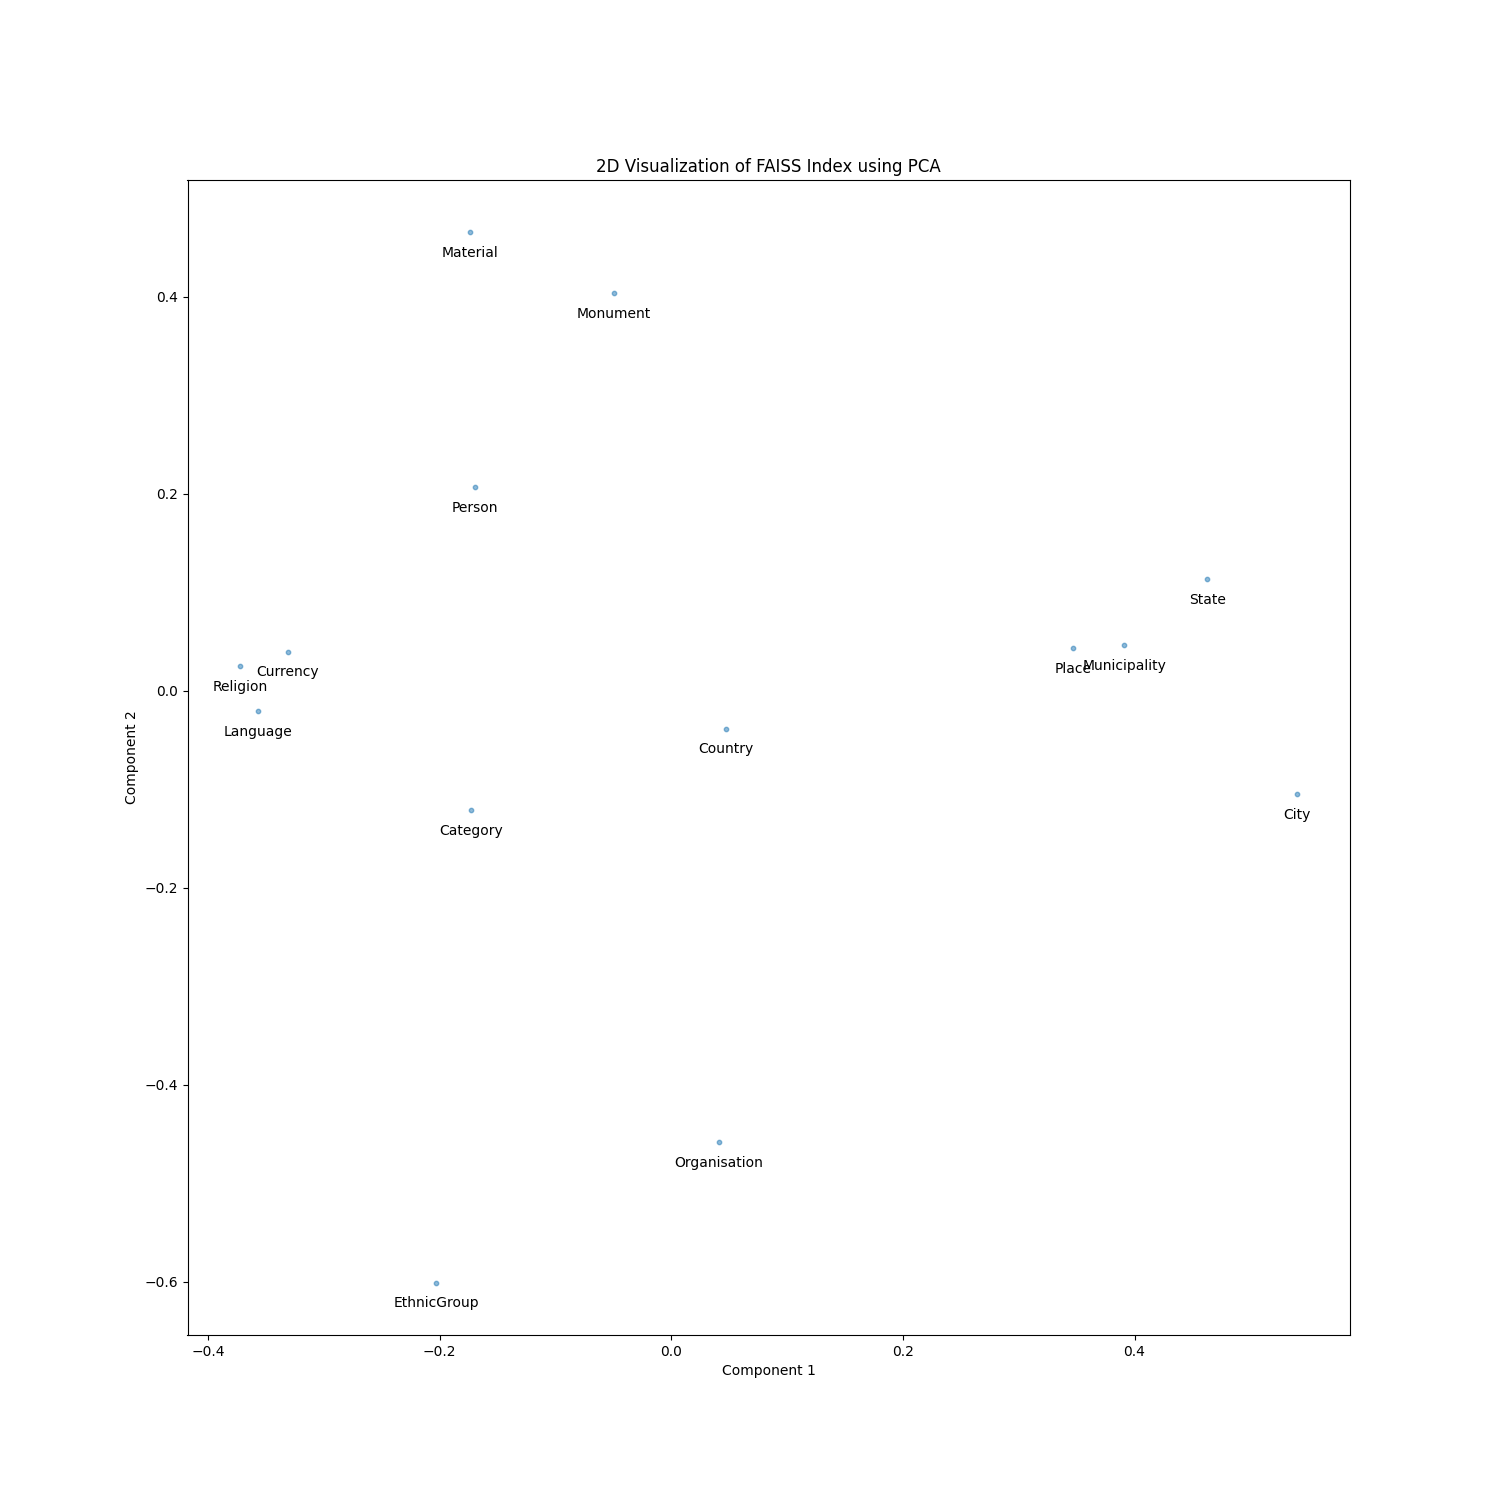 2D Visualization of FAISS Index using PCA
Material
0.4
Monument
0.2
Person
State
Currency
Place
Municipality
Religion
0.0
Language
Country
Component 2
City
Category
−0.2
−0.4
Organisation
−0.6
EthnicGroup
−0.4 −0.2 0.0 0.2 0.4
Component 1